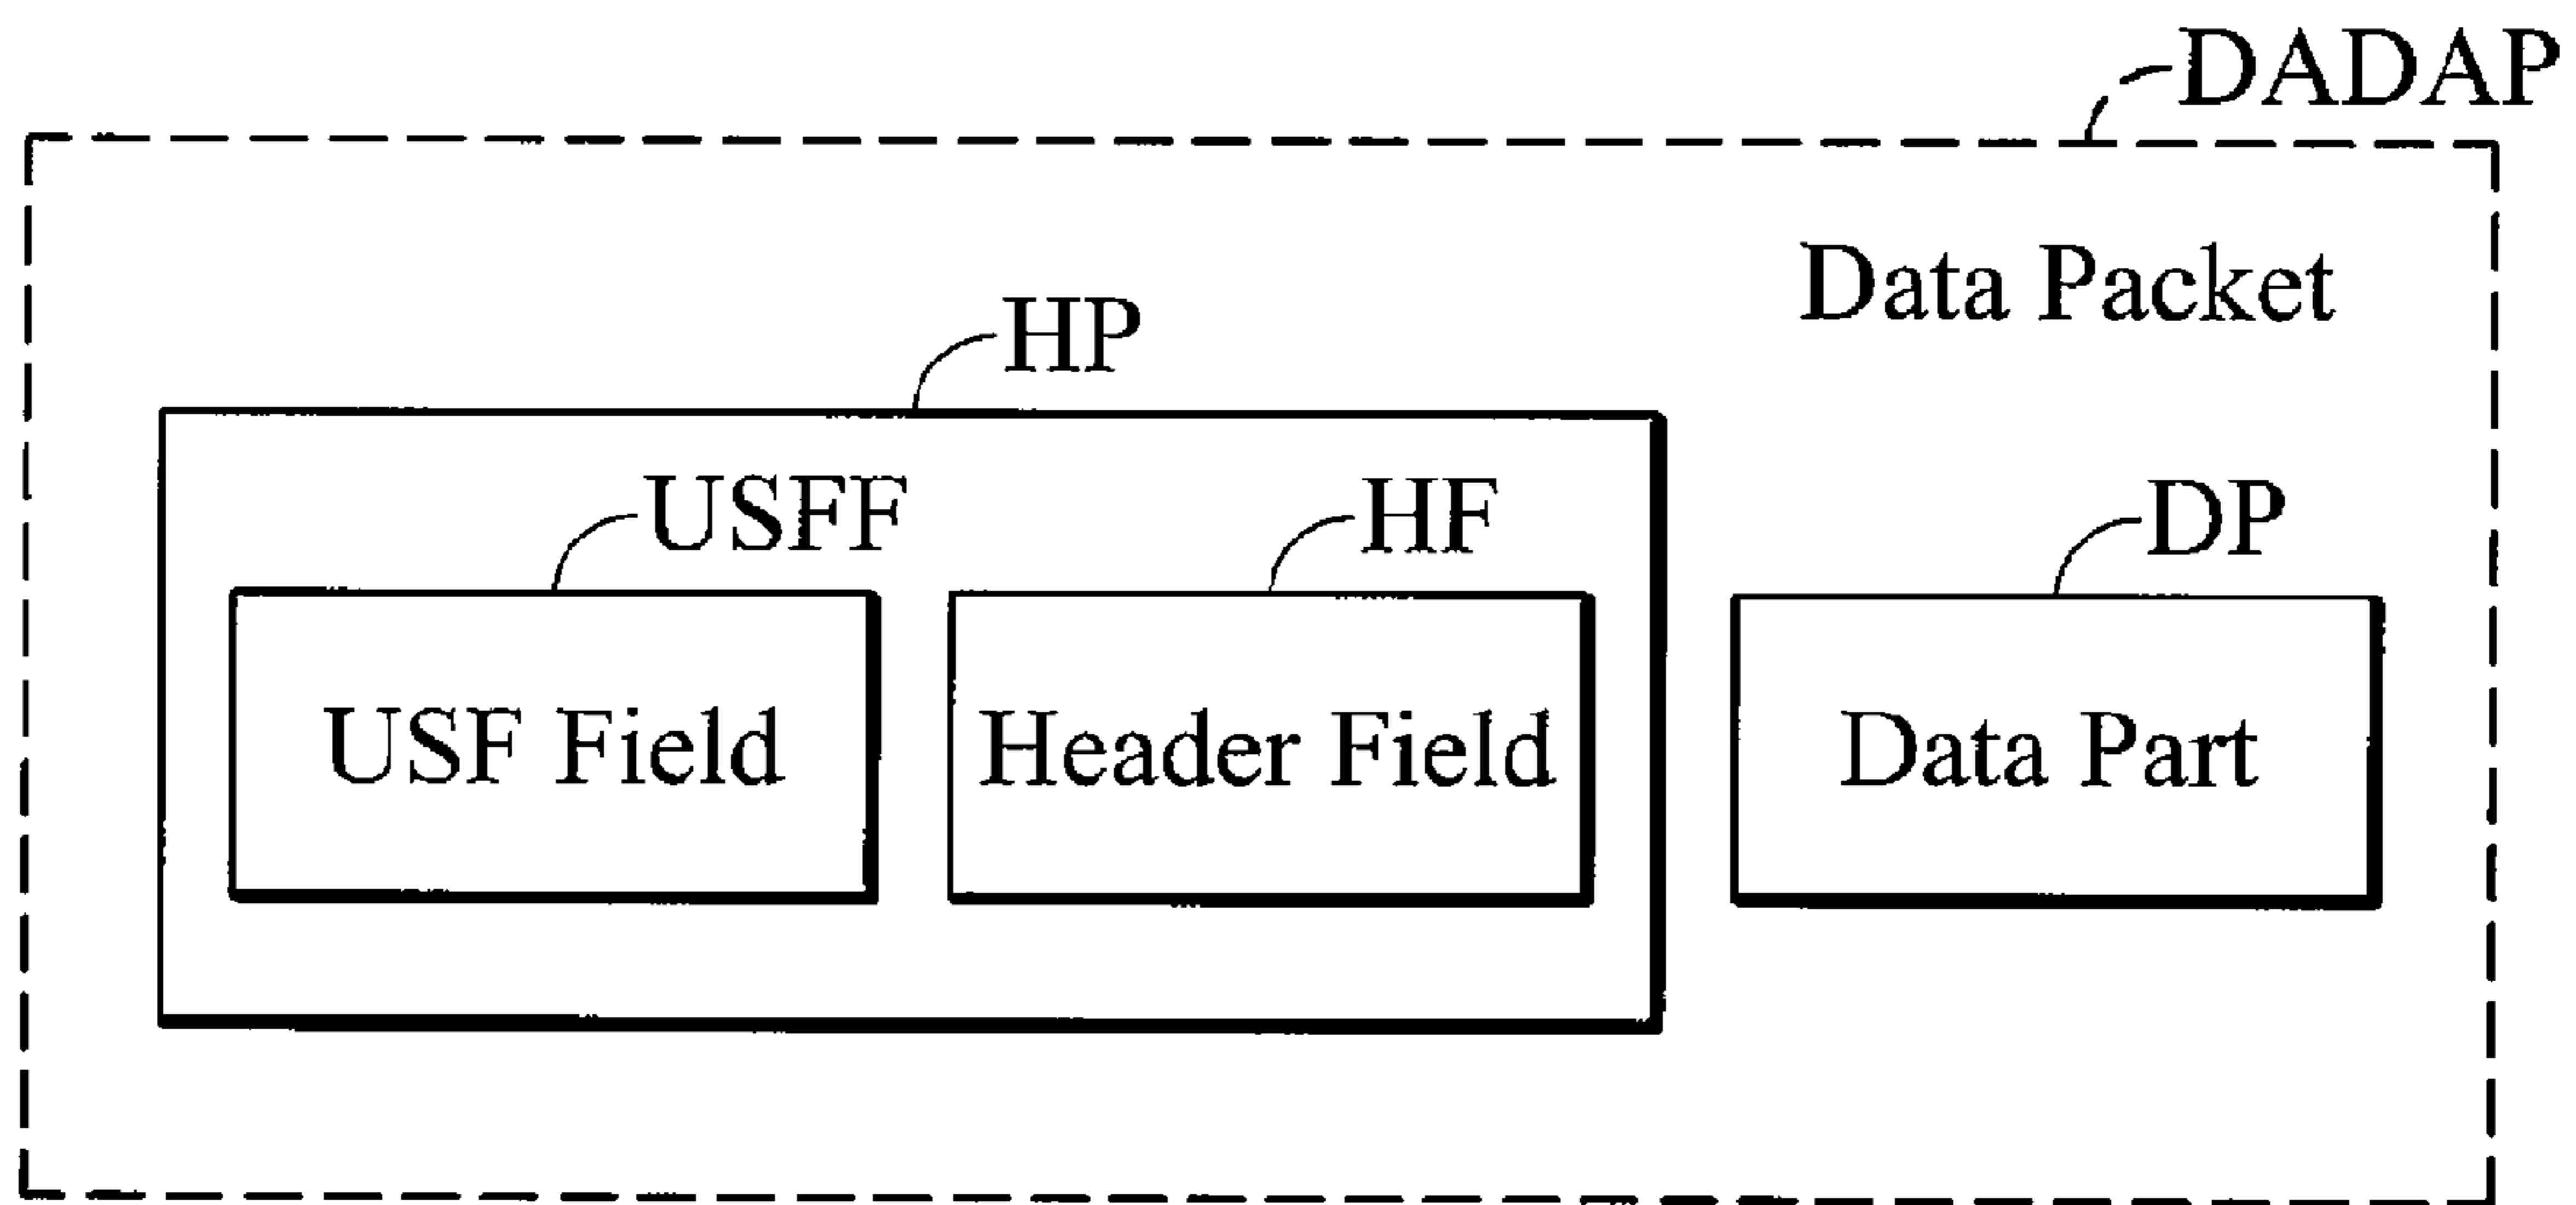 DADAP
Data Packet
HP
USFF
HF
DP
USF Field
Header Field
Data Part